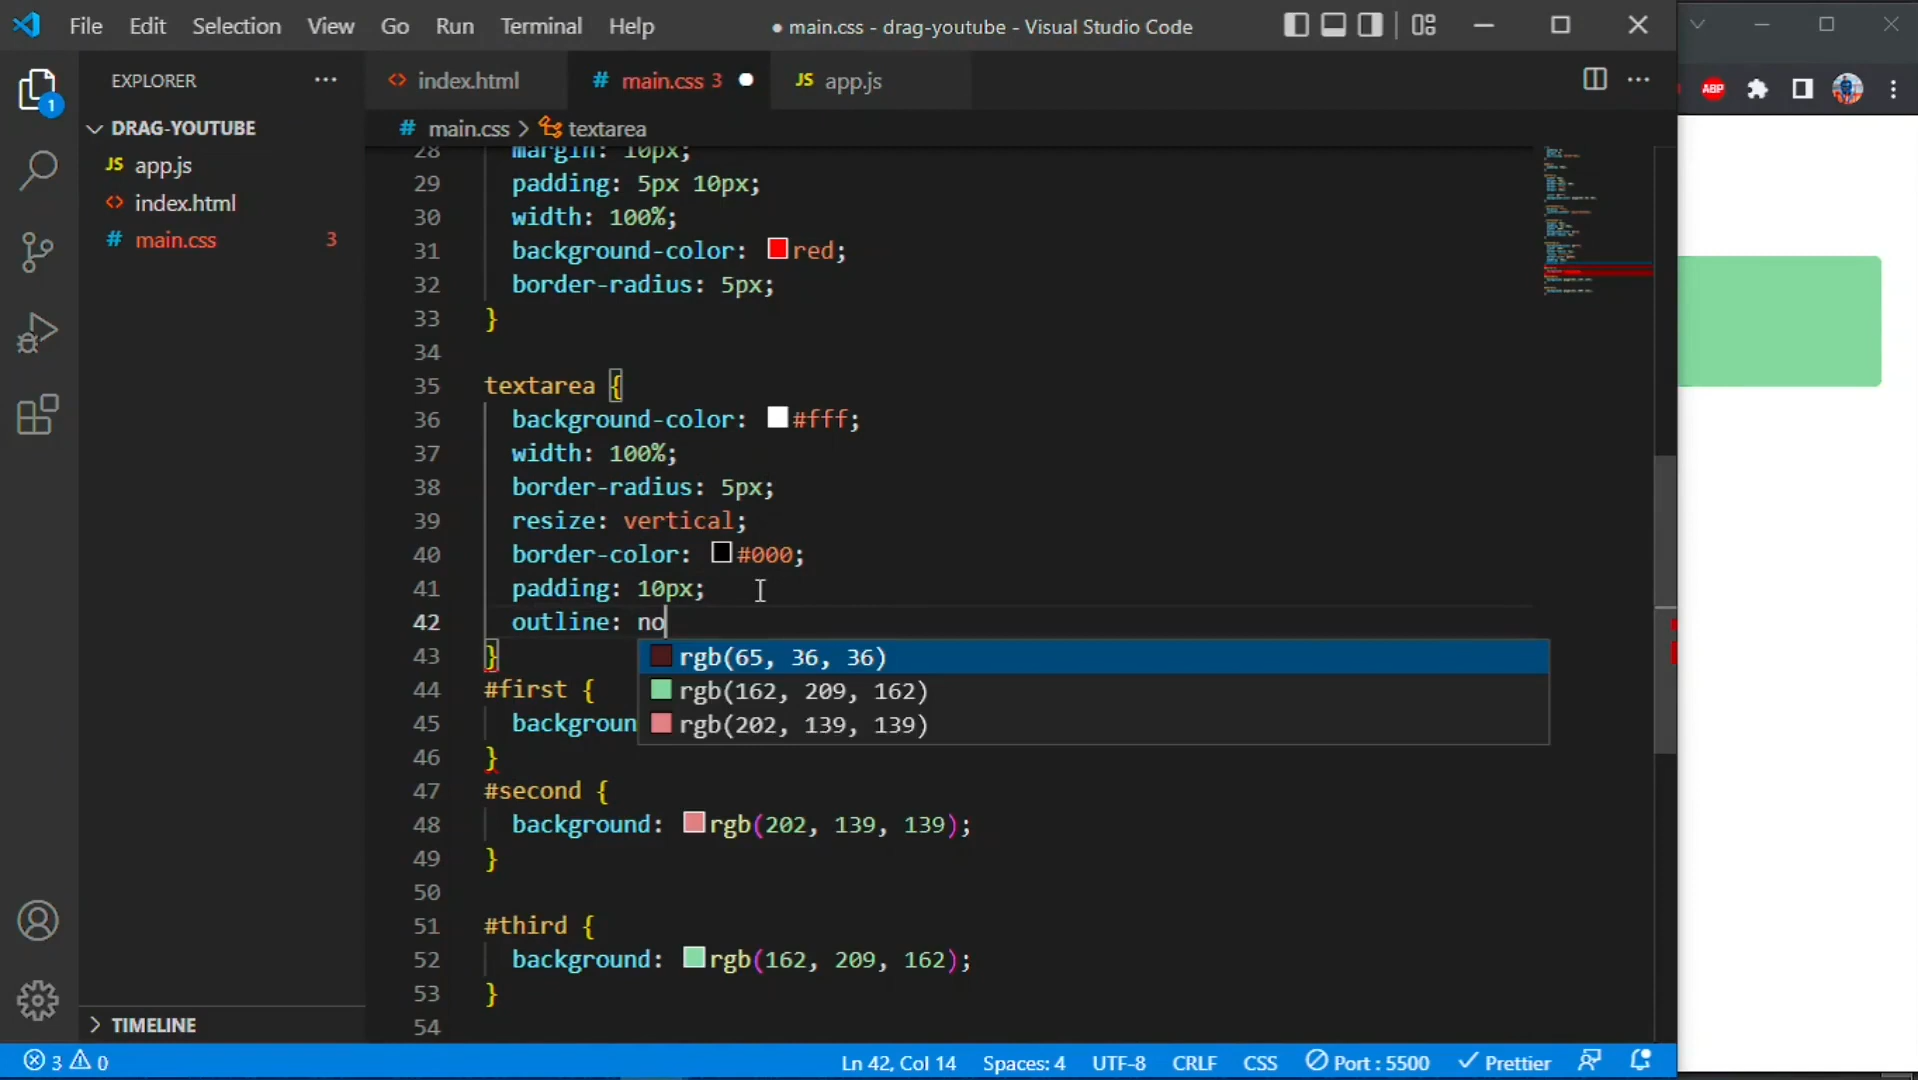 File Edit Selection View Go Run Terminal Help ● main.css - drag-youtube - Visual Studio Code
EXPLORER ···
<> index.html # main.css 3 ● JS app.js
ABP
1
DRAG-YOUTUBE
# main.css > textarea
JS app.js
<> index.html
# main.css 3
28 margin: 10px;
29 padding: 5px 10px;
30 width: 100%;
31 background-color: red;
32 border-radius: 5px;
33 }
34
35 textarea {
36 background-color: #fff;
37 width: 100%;
38 border-radius: 5px;
39 resize: vertical;
40 border-color: #000;
41 padding: 10px;
42 outline: no
43 }
rgb(65, 36, 36)
44 #first {
rgb(162, 209, 162)
45 backgroun
rgb(202, 139, 139)
46 }
47 #second {
48 background: rgb(202, 139, 139);
49 }
50
51 #third {
52 background: rgb(162, 209, 162);
53 }
54
TIMELINE
3 0 Ln 42, Col 14 Spaces: 4 UTF-8 CRLF CSS Port : 5500 Prettier